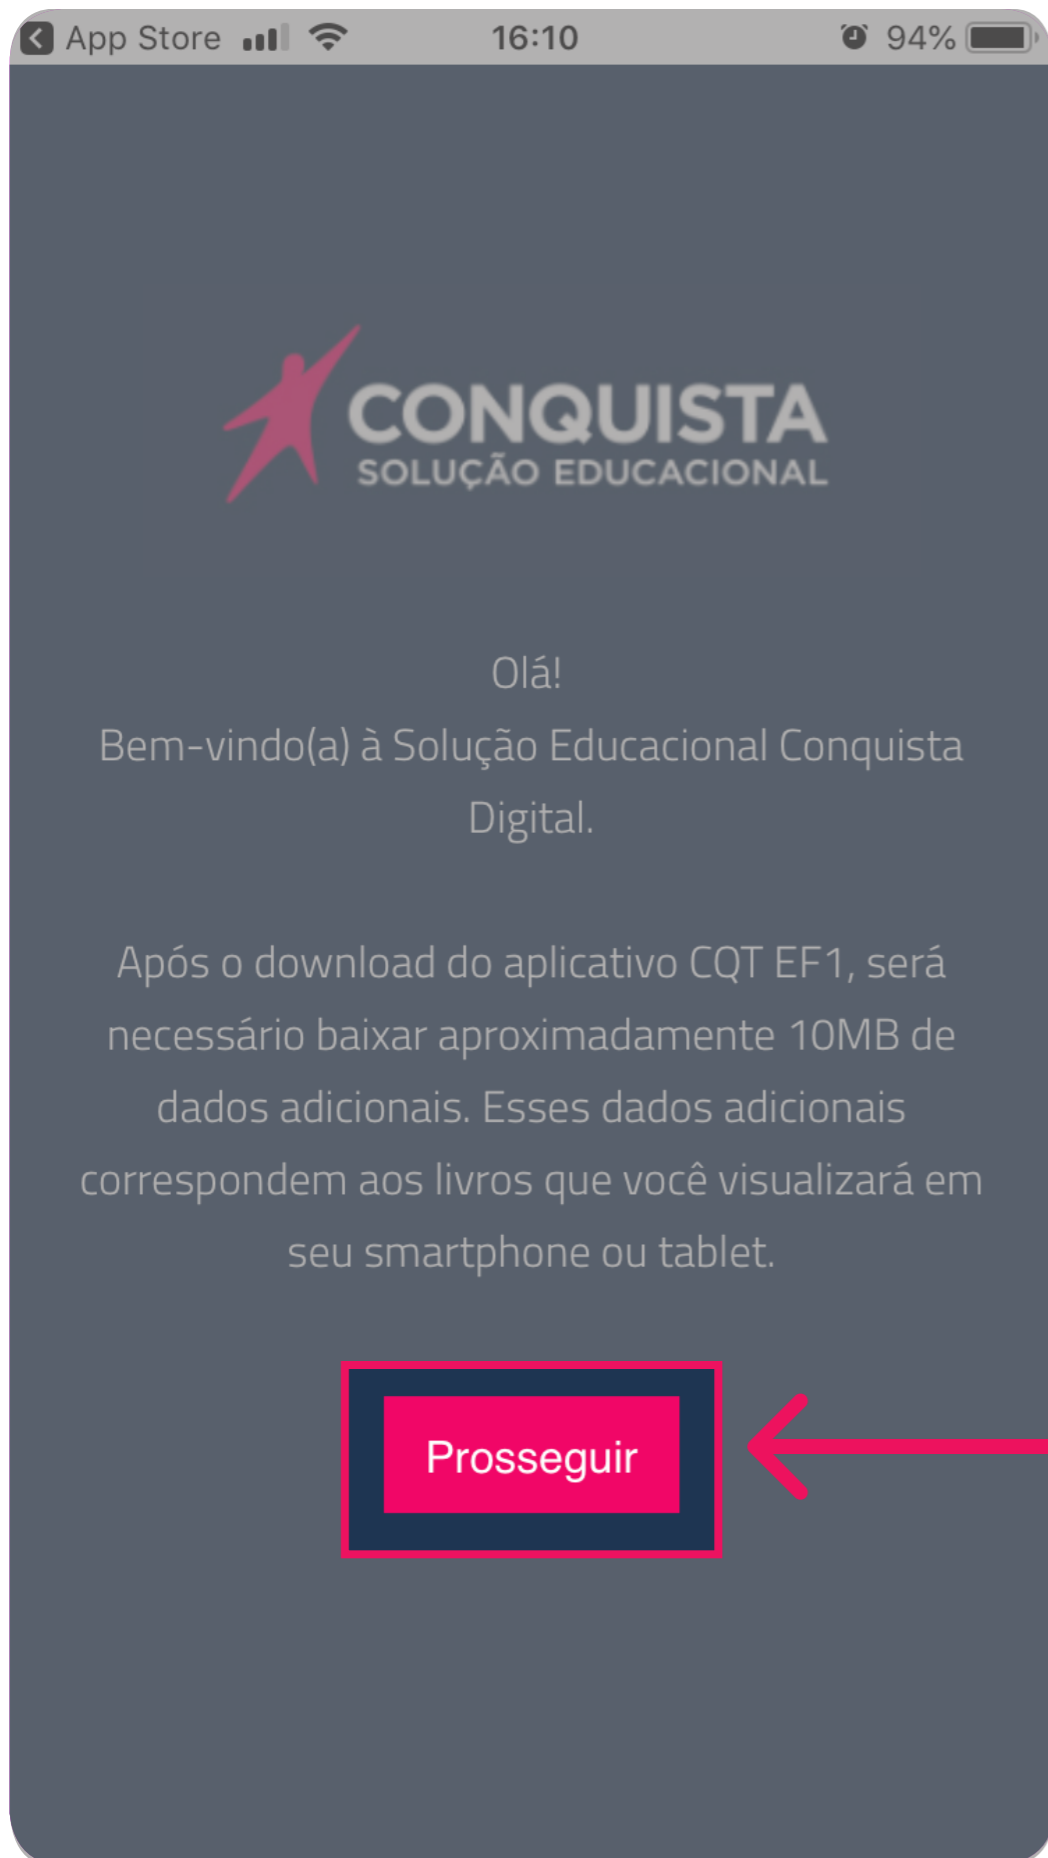 App Store 16:10 94%
CONQUISTA
SOLUÇÃO EDUCACIONAL
Olá!
Bem-vindo(a) à Solução Educacional Conquista
Digital.
Após o download do aplicativo CQT EF1, será
necessário baixar aproximadamente 10MB de
dados adicionais. Esses dados adicionais
correspondem aos livros que você visualizará em
seu smartphone ou tablet.
Prosseguir